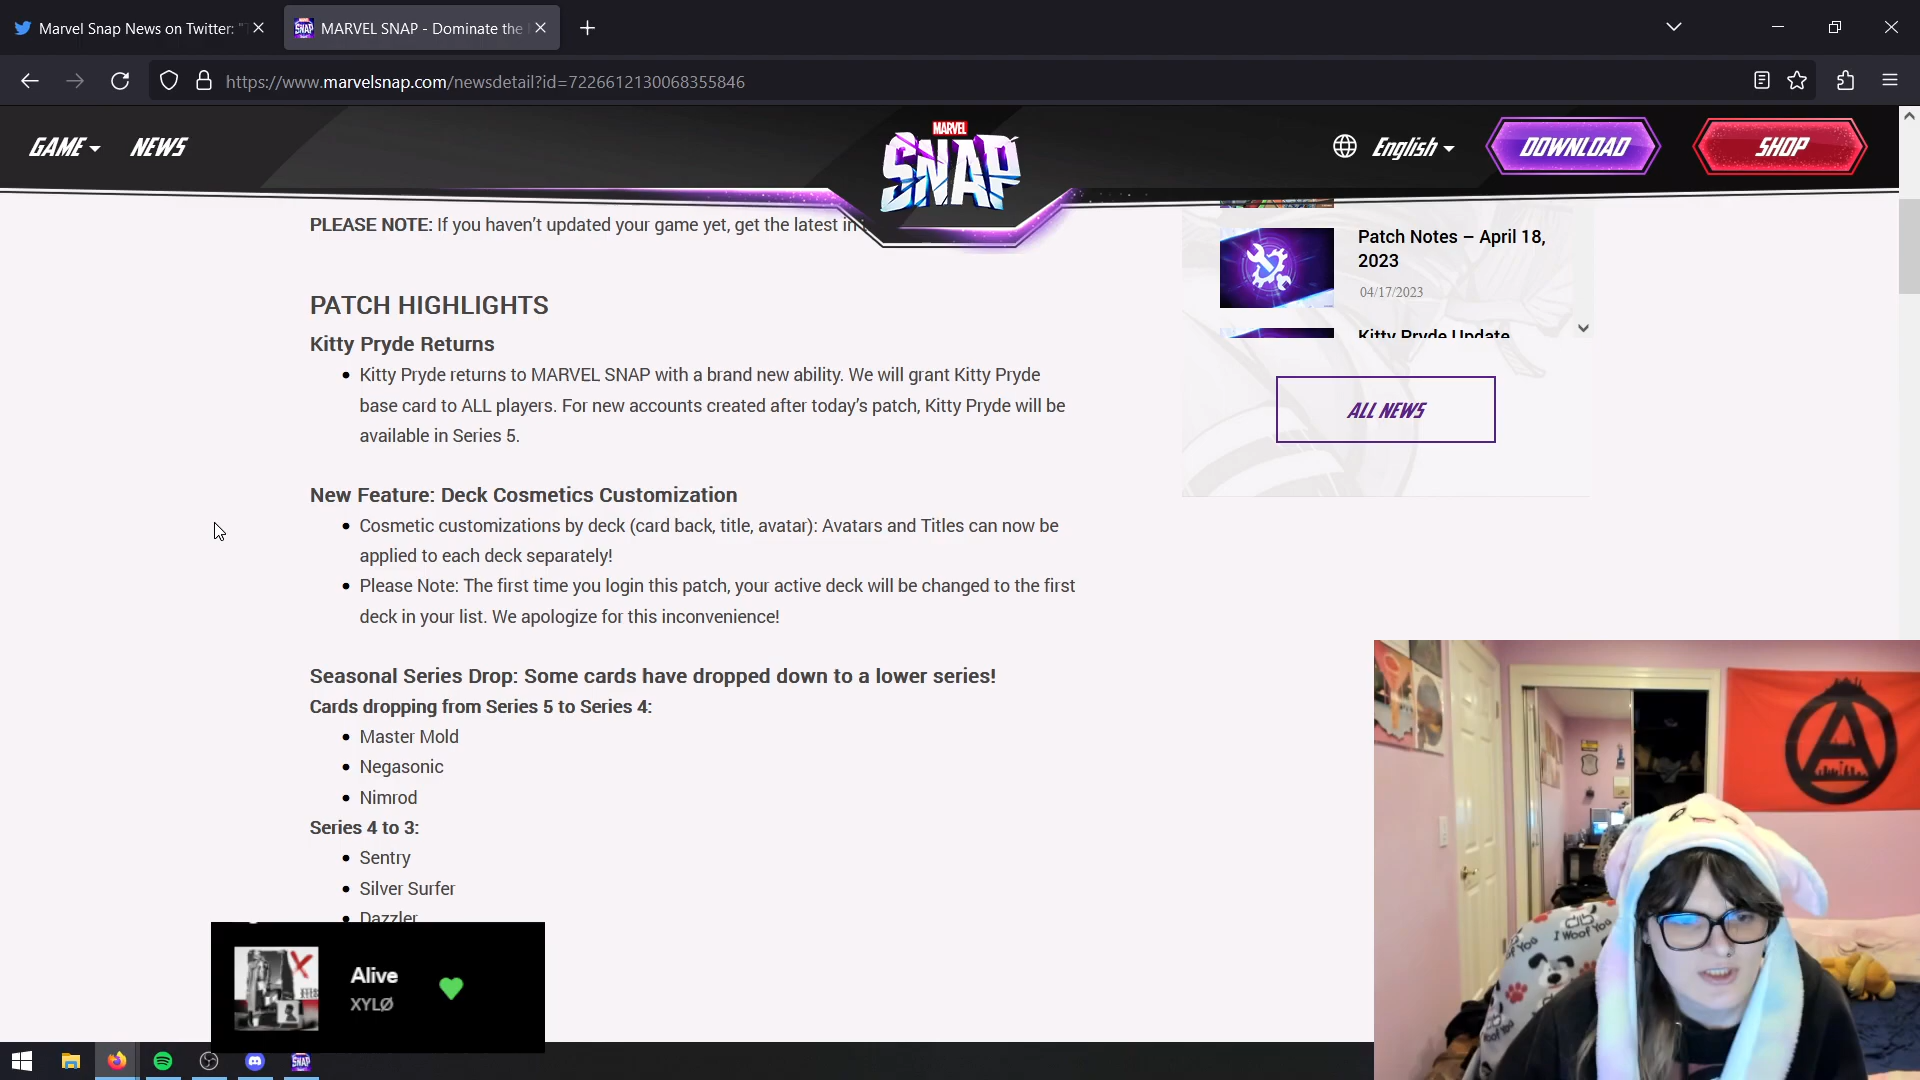 Marvel Snap News on Twitter: "T
MARVEL SNAP - Dominate the
https://www.marvelsnap.com/newsdetail?id=7226612130068355846
GAME
NEWS
MARVEL
SNAP
English
DOWNLOAD
SHOP
PLEASE NOTE: If you haven't updated your game yet, get the latest in
PATCH HIGHLIGHTS
Kitty Pryde Returns
Kitty Pryde returns to MARVEL SNAP with a brand new ability. We will grant Kitty Pryde
base card to ALL players. For new accounts created after today's patch, Kitty Pryde will be
available in Series 5.
New Feature: Deck Cosmetics Customization
Cosmetic customizations by deck (card back, title, avatar): Avatars and Titles can now be
applied to each deck separately!
Please Note: The first time you login this patch, your active deck will be changed to the first
deck in your list. We apologize for this inconvenience!
Seasonal Series Drop: Some cards have dropped down to a lower series!
Cards dropping from Series 5 to Series 4:
Master Mold
Negasonic
Nimrod
Series 4 to 3:
Sentry
Silver Surfer
Dazzler
Patch Notes – April 18,
2023
04/17/2023
Kitty Pryde Update
ALL NEWS
Alive
XYLØ
I Woof You